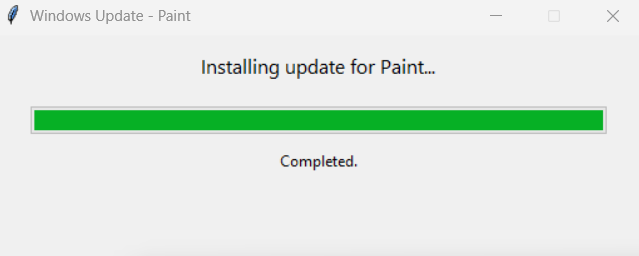 Windows Update - Paint
Installing update for Paint...
Completed.